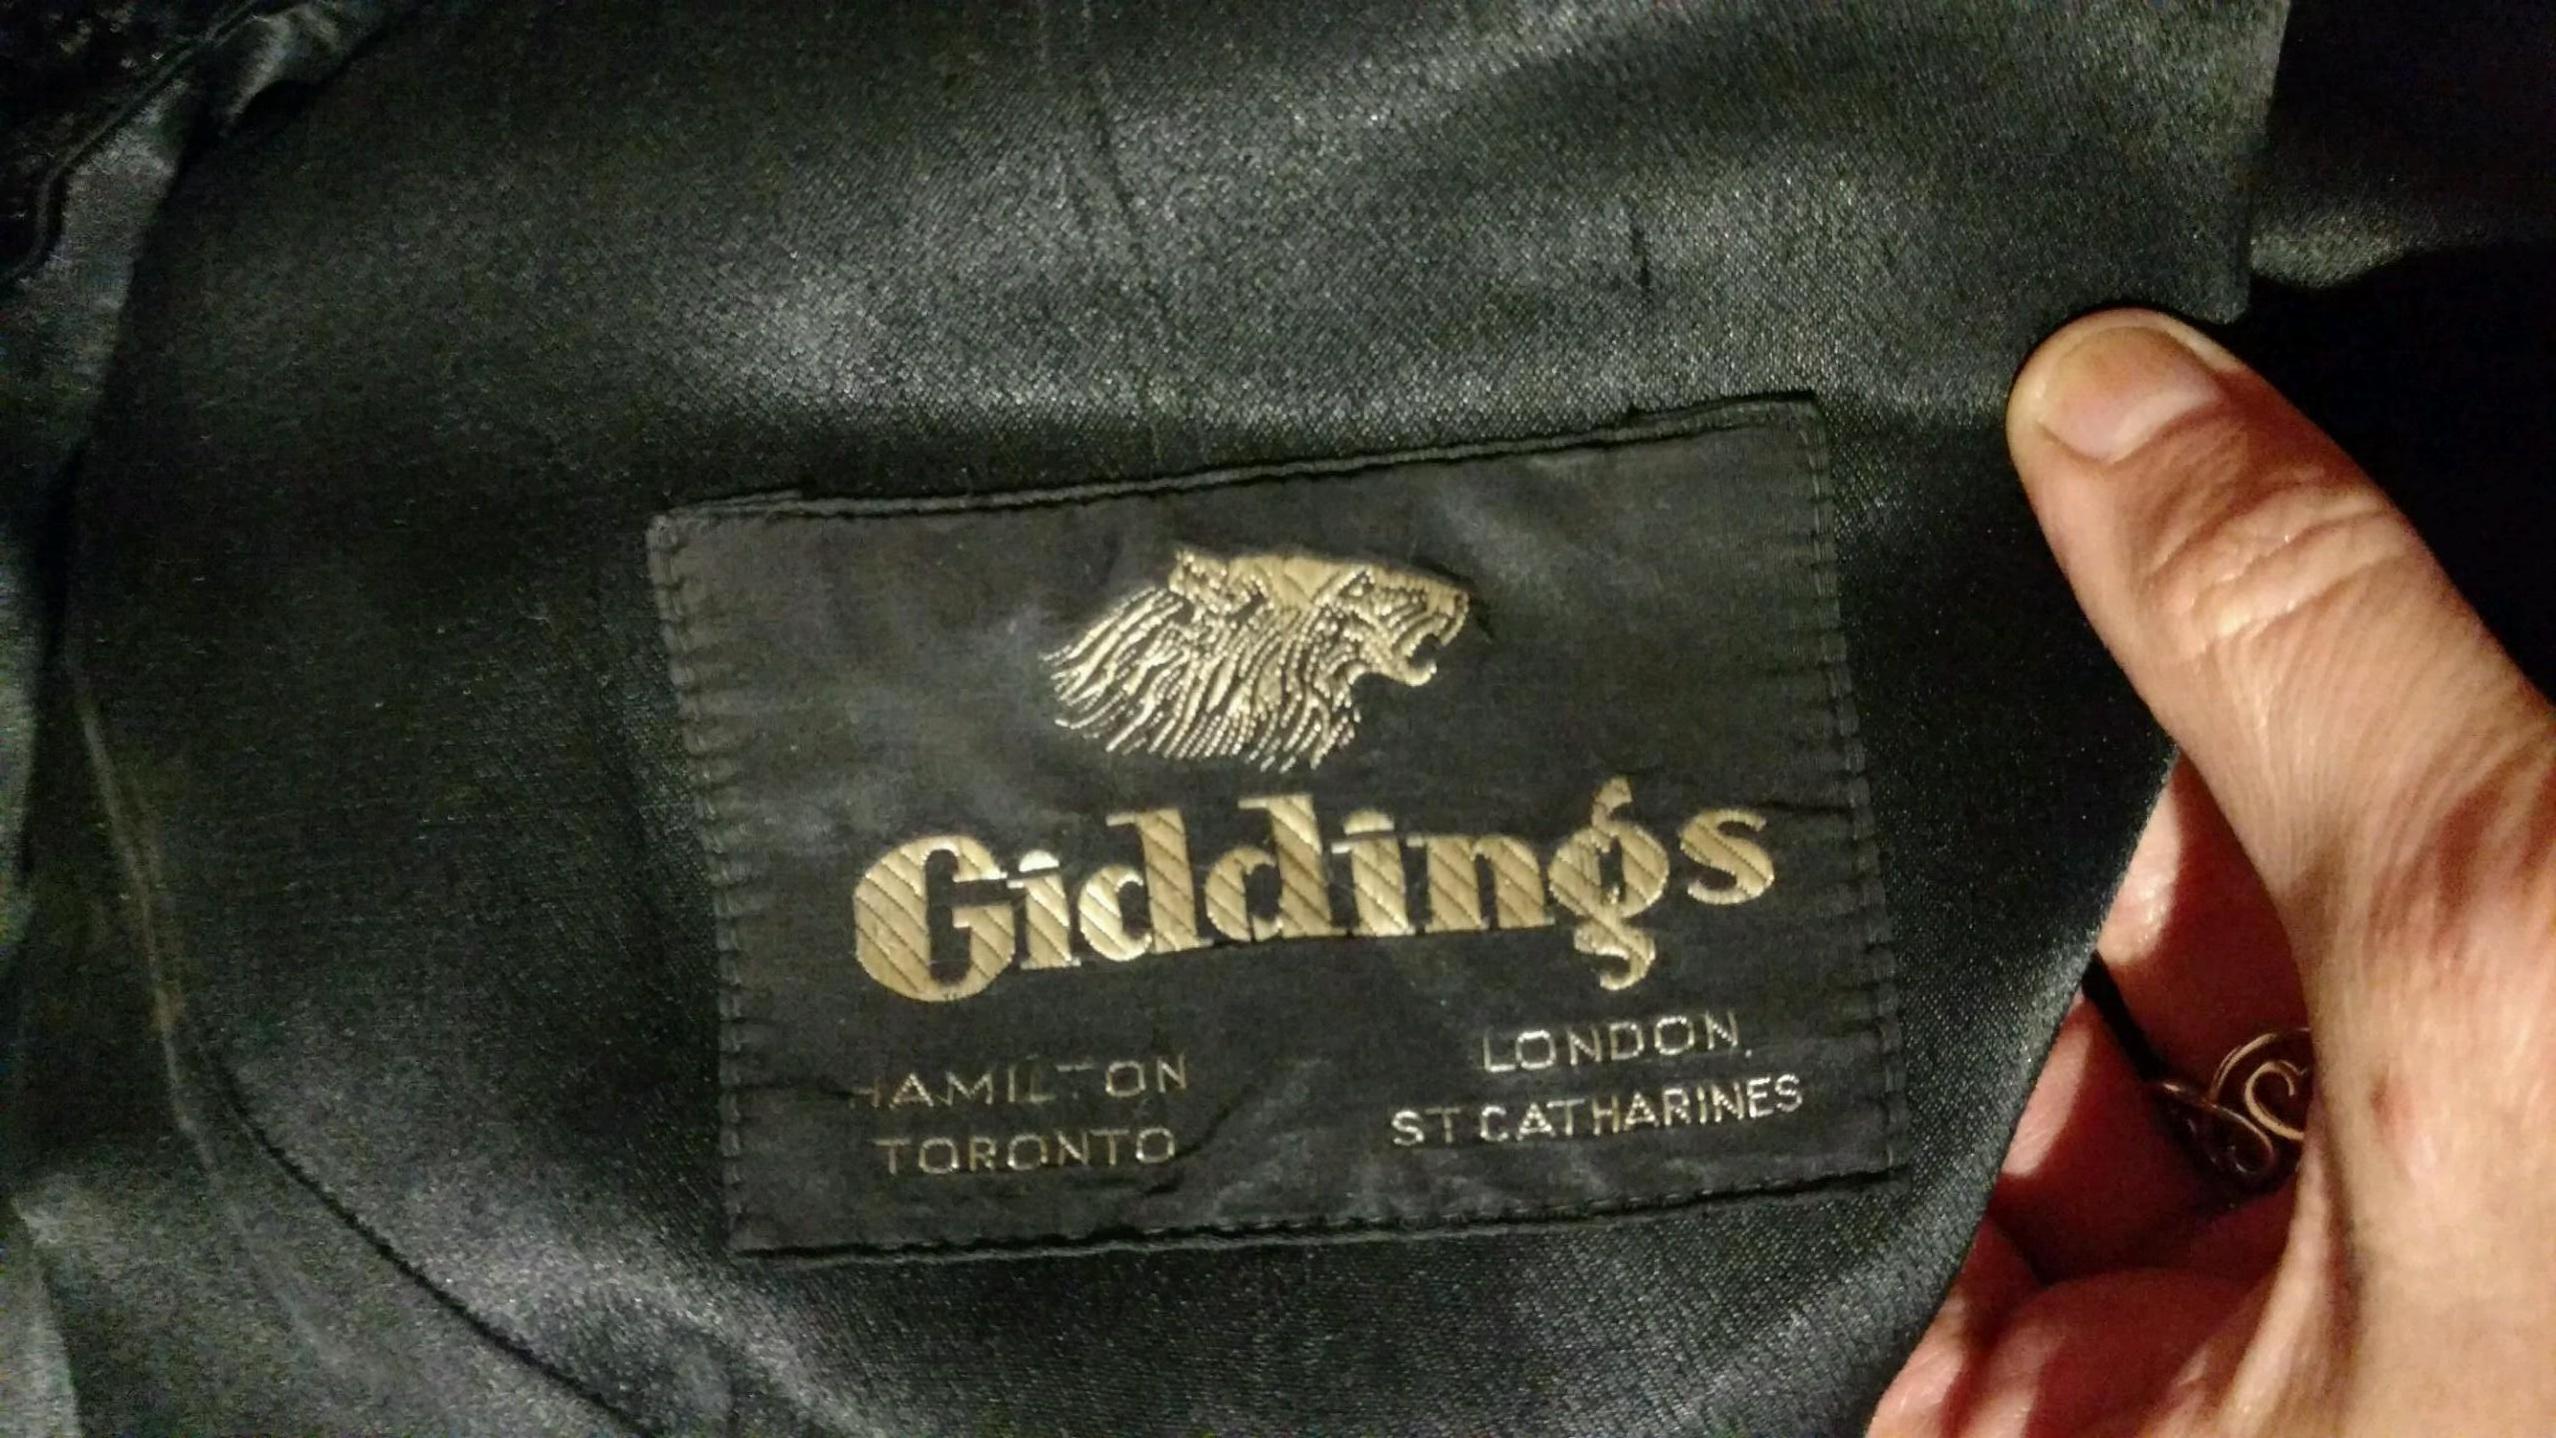 Giddings
HAMILTON
TORONTO
LONDON,
ST CATHARINES